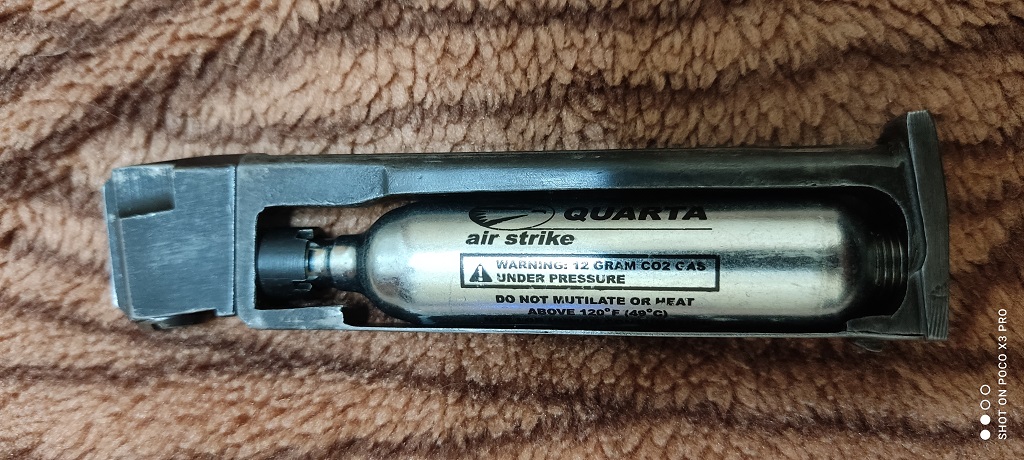 QUARTA
air strike
WARNING: 12 GRAM CO2 GAS
UNDER PRESSURE
DO NOT MUTILATE OR HEAT
ABOVE 120°F (49°C)
SHOT ON POCO X3 PRO